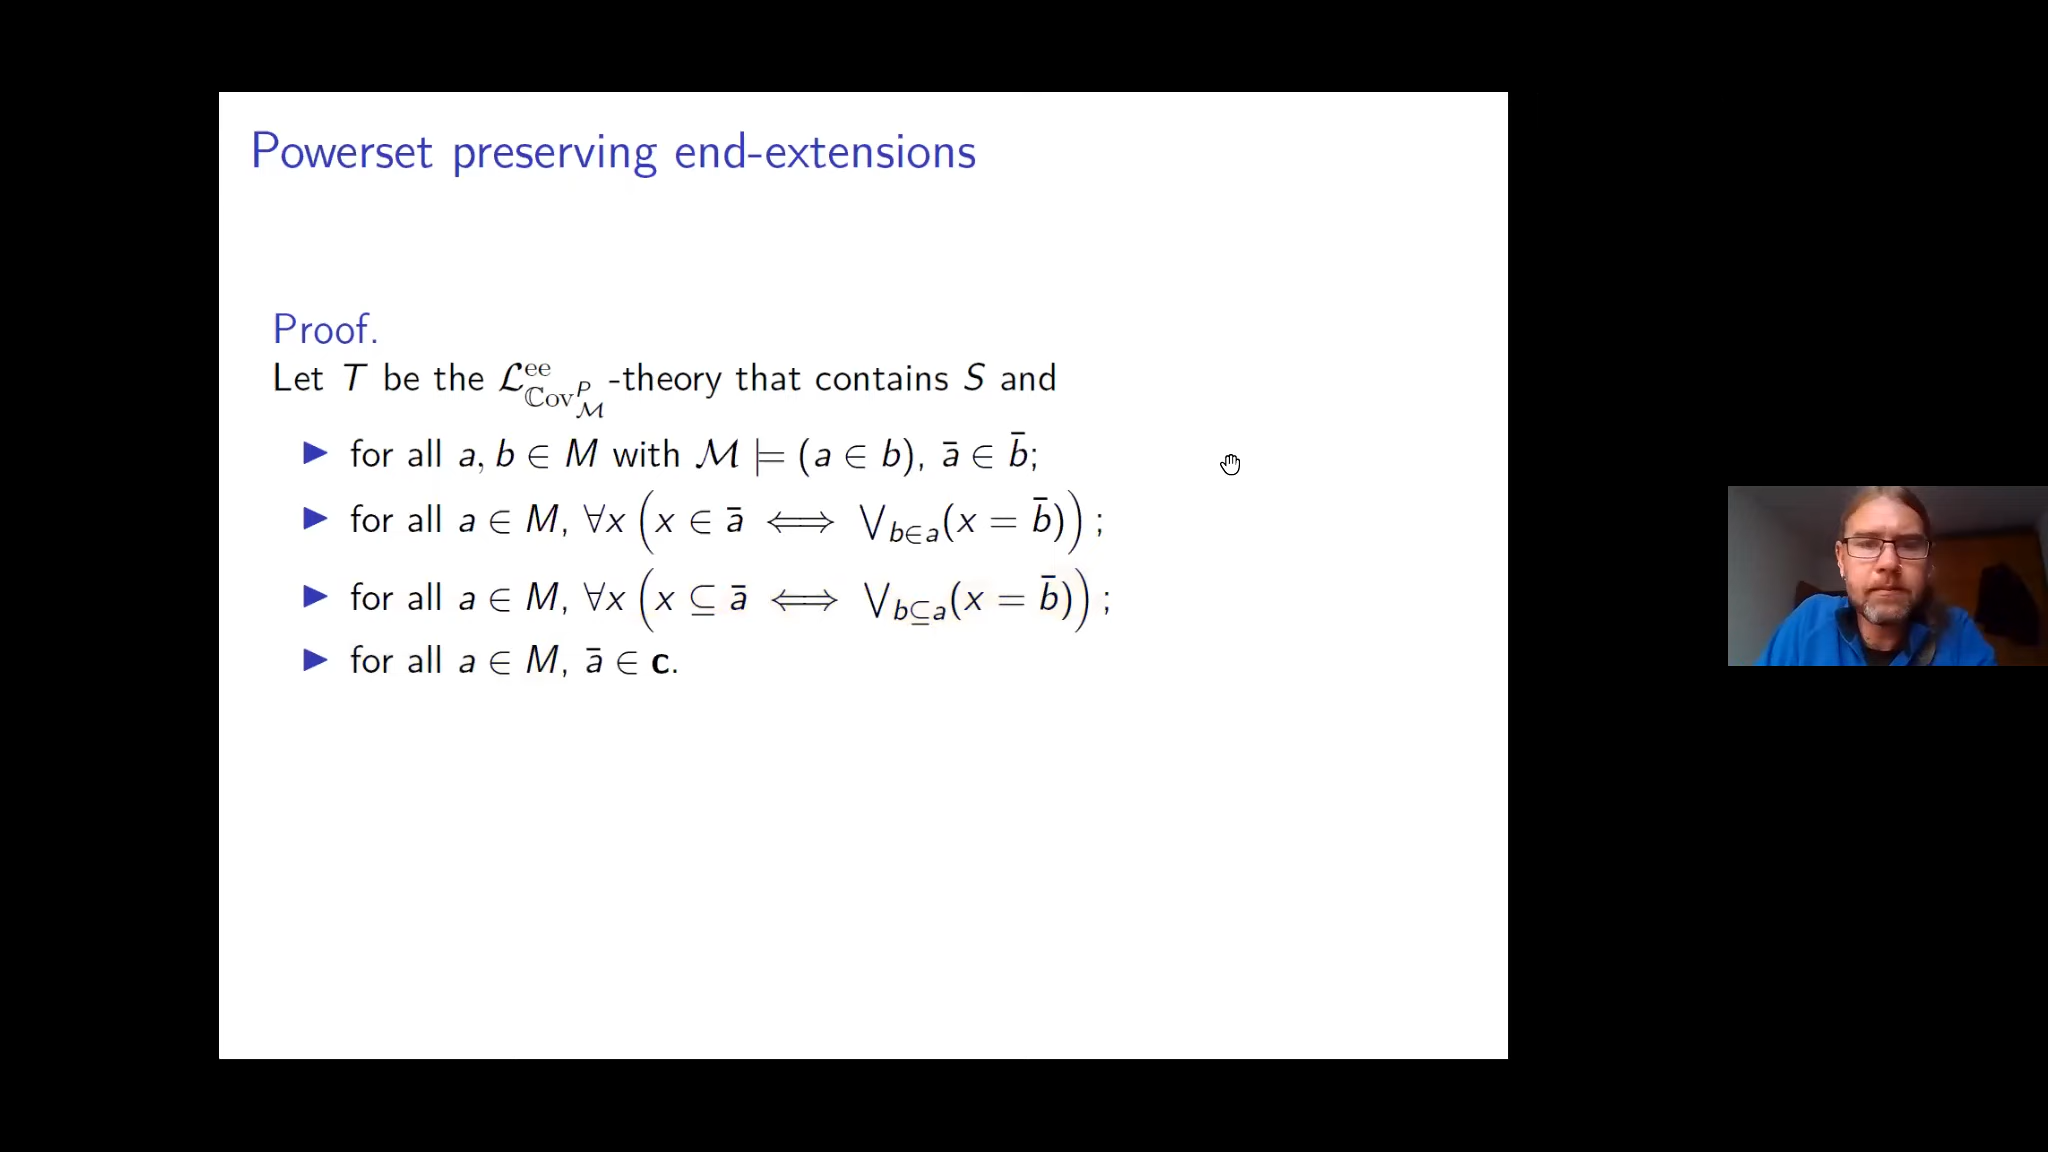 Powerset preserving end-extensions
Proof.
Let T be the ℒ^ee_{ℂov^P_ℳ}-theory that contains S and
▶ for all a, b ∈ M with ℳ ⊨ (a ∈ b), ā ∈ b̄;
▶ for all a ∈ M, ∀x (x ∈ ā ⟺ ⋁_{b∈a}(x = b̄));
▶ for all a ∈ M, ∀x (x ⊆ ā ⟺ ⋁_{b⊆a}(x = b̄));
▶ for all a ∈ M, ā ∈ 𝐜.